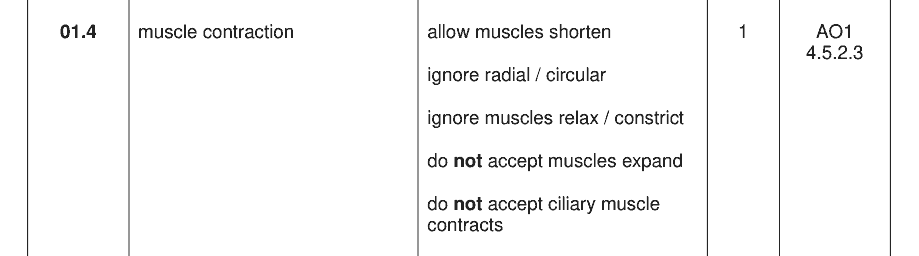 01.4 muscle contraction allow muscles shorten 1 AO1
4.5.2.3
ignore radial / circular
ignore muscles relax / constrict
do not accept muscles expand
do not accept ciliary muscle
contracts